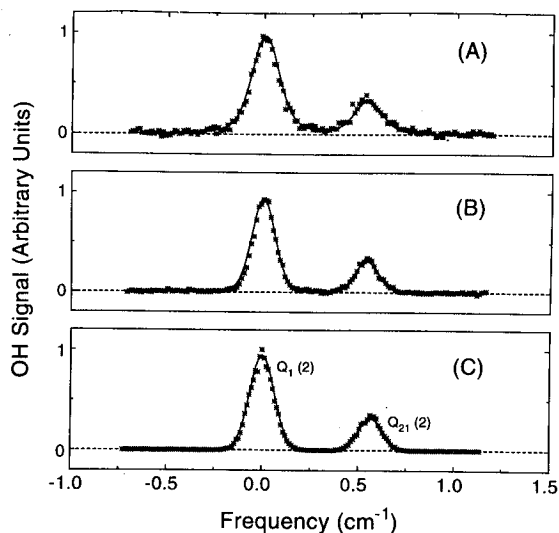 (A)
1
0
(B)
1
0
OH Signal (Arbitrary Units)
(C)
1
Q₁ (2)
Q₂₁ (2)
0
-1.0 -0.5 0.0 0.5 1.0 1.5
Frequency (cm⁻¹)